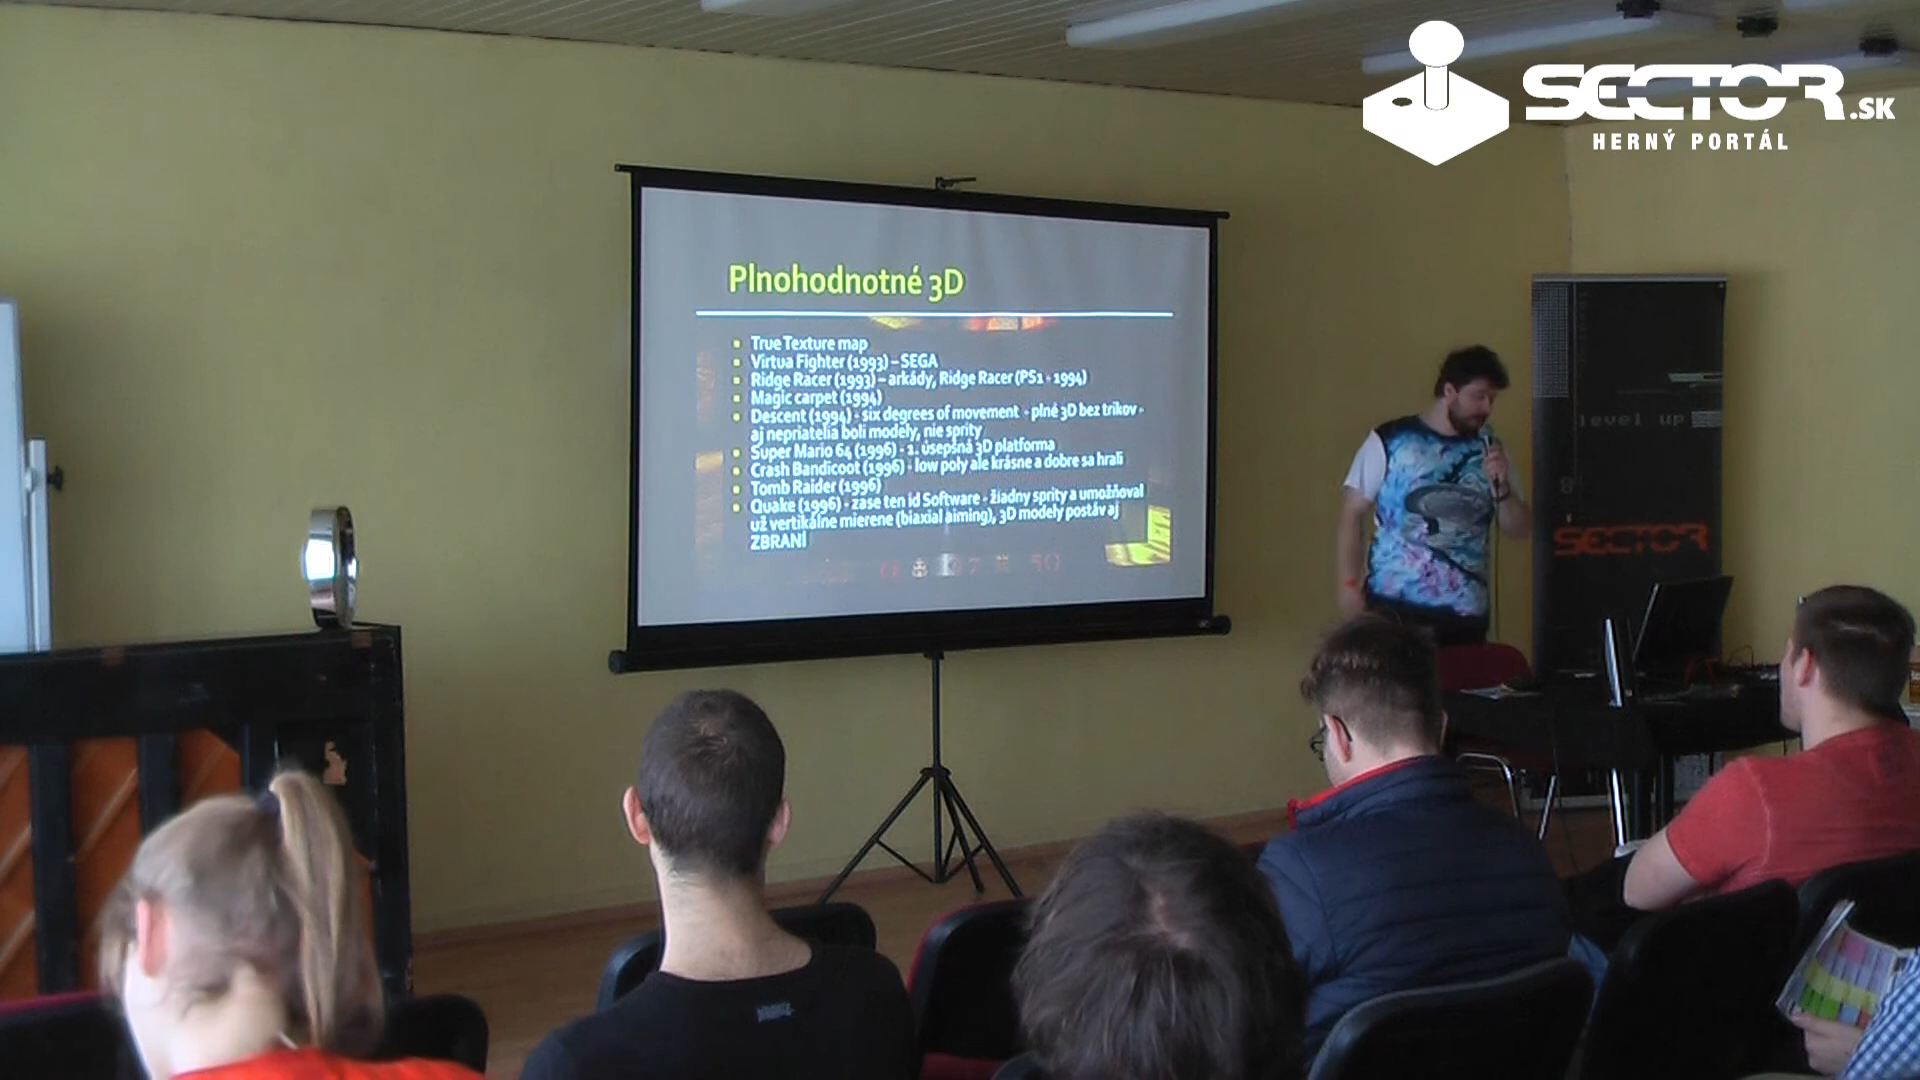 SECTOR.SK
HERNÝ PORTÁL
Plnohodnotné 3D
True Texture map
Virtua Fighter (1993) – SEGA
Ridge Racer (1993) – arkády, Ridge Racer (PS1 - 1994)
Magic carpet (1994)
Descent (1994) - six degrees of movement - plné 3D bez trikov -
aj nepriatelia boli modely, nie sprity
Super Mario 64 (1996) - 1. úsepšná 3D platforma
Crash Bandicoot (1996) - low poly ale krásne a dobre sa hrali
Tomb Raider (1996)
Quake (1996) - zase ten id Software - žiadny sprity a umožňoval
už vertikálne mierene (biaxial aiming), 3D modely postáv aj
ZBRANÍ
level up
SECTOR